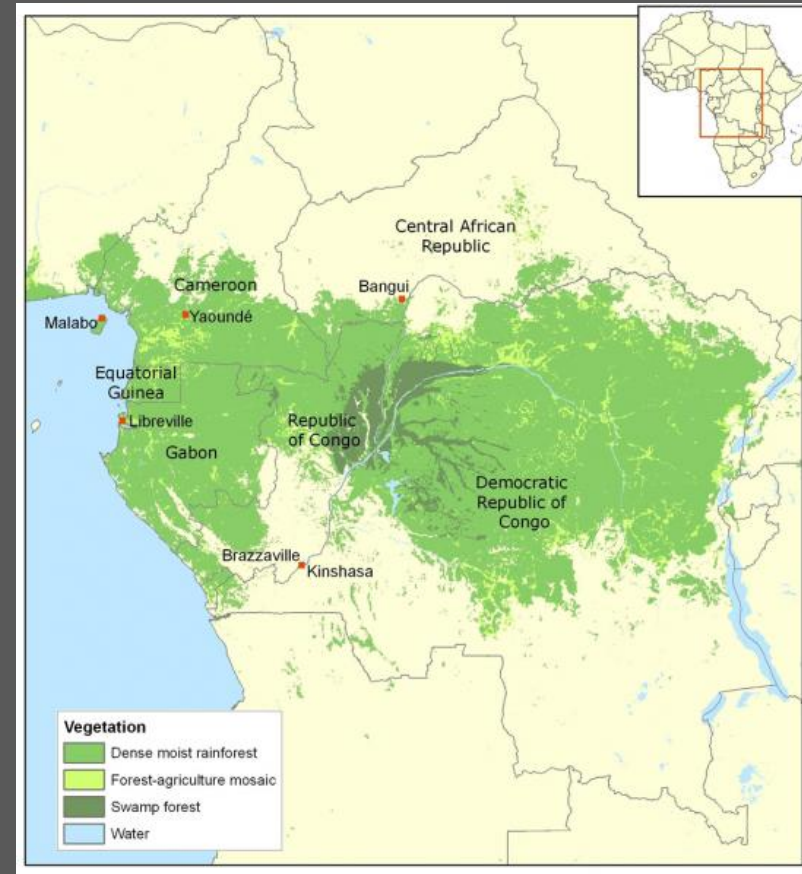 Central African
Republic
Cameroon
Bangui
Malabo
Yaoundé
Equatorial
Guinea
Libreville
Republic
of Congo
Gabon
Democratic
Republic of
Congo
Brazzaville
Kinshasa
Vegetation
Dense moist rainforest
Forest-agriculture mosaic
Swamp forest
Water